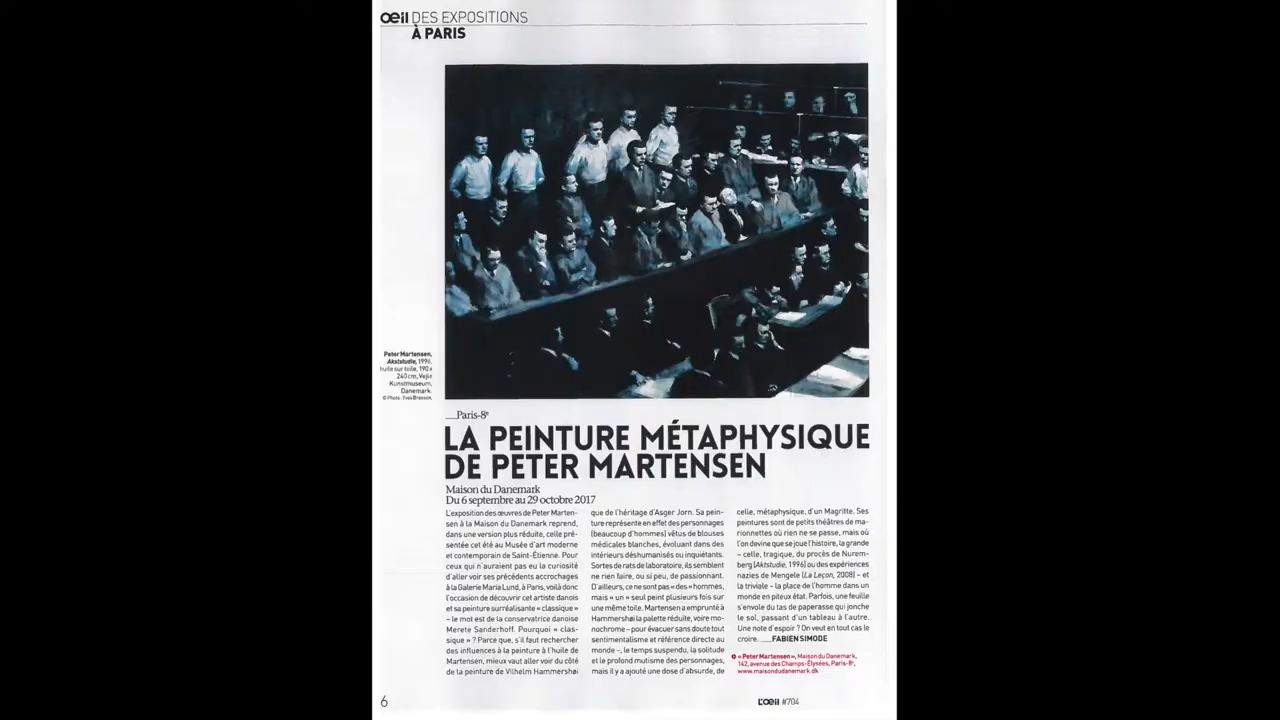 œil DES EXPOSITIONS
À PARIS
Peter Martensen,
Aktstudie, 1996,
huile sur toile, 190 x
240 cm, Vejle
Kunstmuseum,
Danemark.
© Photo : Yves Bresson.
__Paris-8e
LA PEINTURE MÉTAPHYSIQUE
DE PETER MARTENSEN
Maison du Danemark
Du 6 septembre au 29 octobre 2017
L'exposition des œuvres de Peter Marten-
sen à la Maison du Danemark reprend,
dans une version plus réduite, celle pré-
sentée cet été au Musée d'art moderne
et contemporain de Saint-Étienne. Pour
ceux qui n'auraient pas eu la curiosité
d'aller voir ses précédents accrochages
à la Galerie Maria Lund, à Paris, voilà donc
l'occasion de découvrir cet artiste danois
et sa peinture surréalisante « classique »
– le mot est de la conservatrice danoise
Merete Sanderhoff. Pourquoi « clas-
sique » ? Parce que, s'il faut rechercher
des influences à la peinture à l'huile de
Martensen, mieux vaut aller voir du côté
de la peinture de Vilhelm Hammershøi
que de l'héritage d'Asger Jorn. Sa pein-
ture représente en effet des personnages
(beaucoup d'hommes) vêtus de blouses
médicales blanches, évoluant dans des
intérieurs déshumanisés ou inquiétants.
Sortes de rats de laboratoire, ils semblent
ne rien faire, ou si peu, de passionnant.
D'ailleurs, ce ne sont pas « des » hommes,
mais « un » seul peint plusieurs fois sur
une même toile. Martensen a emprunté à
Hammershøi la palette réduite, voire mo-
nochrome – pour évacuer sans doute tout
sentimentalisme et référence directe au
monde –, le temps suspendu, la solitude
et le profond mutisme des personnages,
mais il y a ajouté une dose d'absurde, de
celle, métaphysique, d'un Magritte. Ses
peintures sont de petits théâtres de ma-
rionnettes où rien ne se passe, mais où
l'on devine que se joue l'histoire, la grande
– celle, tragique, du procès de Nurem-
berg (Aktstudie, 1996) ou des expériences
nazies de Mengele (La Leçon, 2008) – et
la triviale – la place de l'homme dans un
monde en piteux état. Parfois, une feuille
s'envole du tas de paperasse qui jonche
le sol, passant d'un tableau à l'autre.
Une note d'espoir ? On veut en tout cas le
croire. __FABIEN SIMODE
« Peter Martensen », Maison du Danemark,
142, avenue des Champs-Élysées, Paris-8e,
www.maisondudanemark.dk
6
L'œil #704